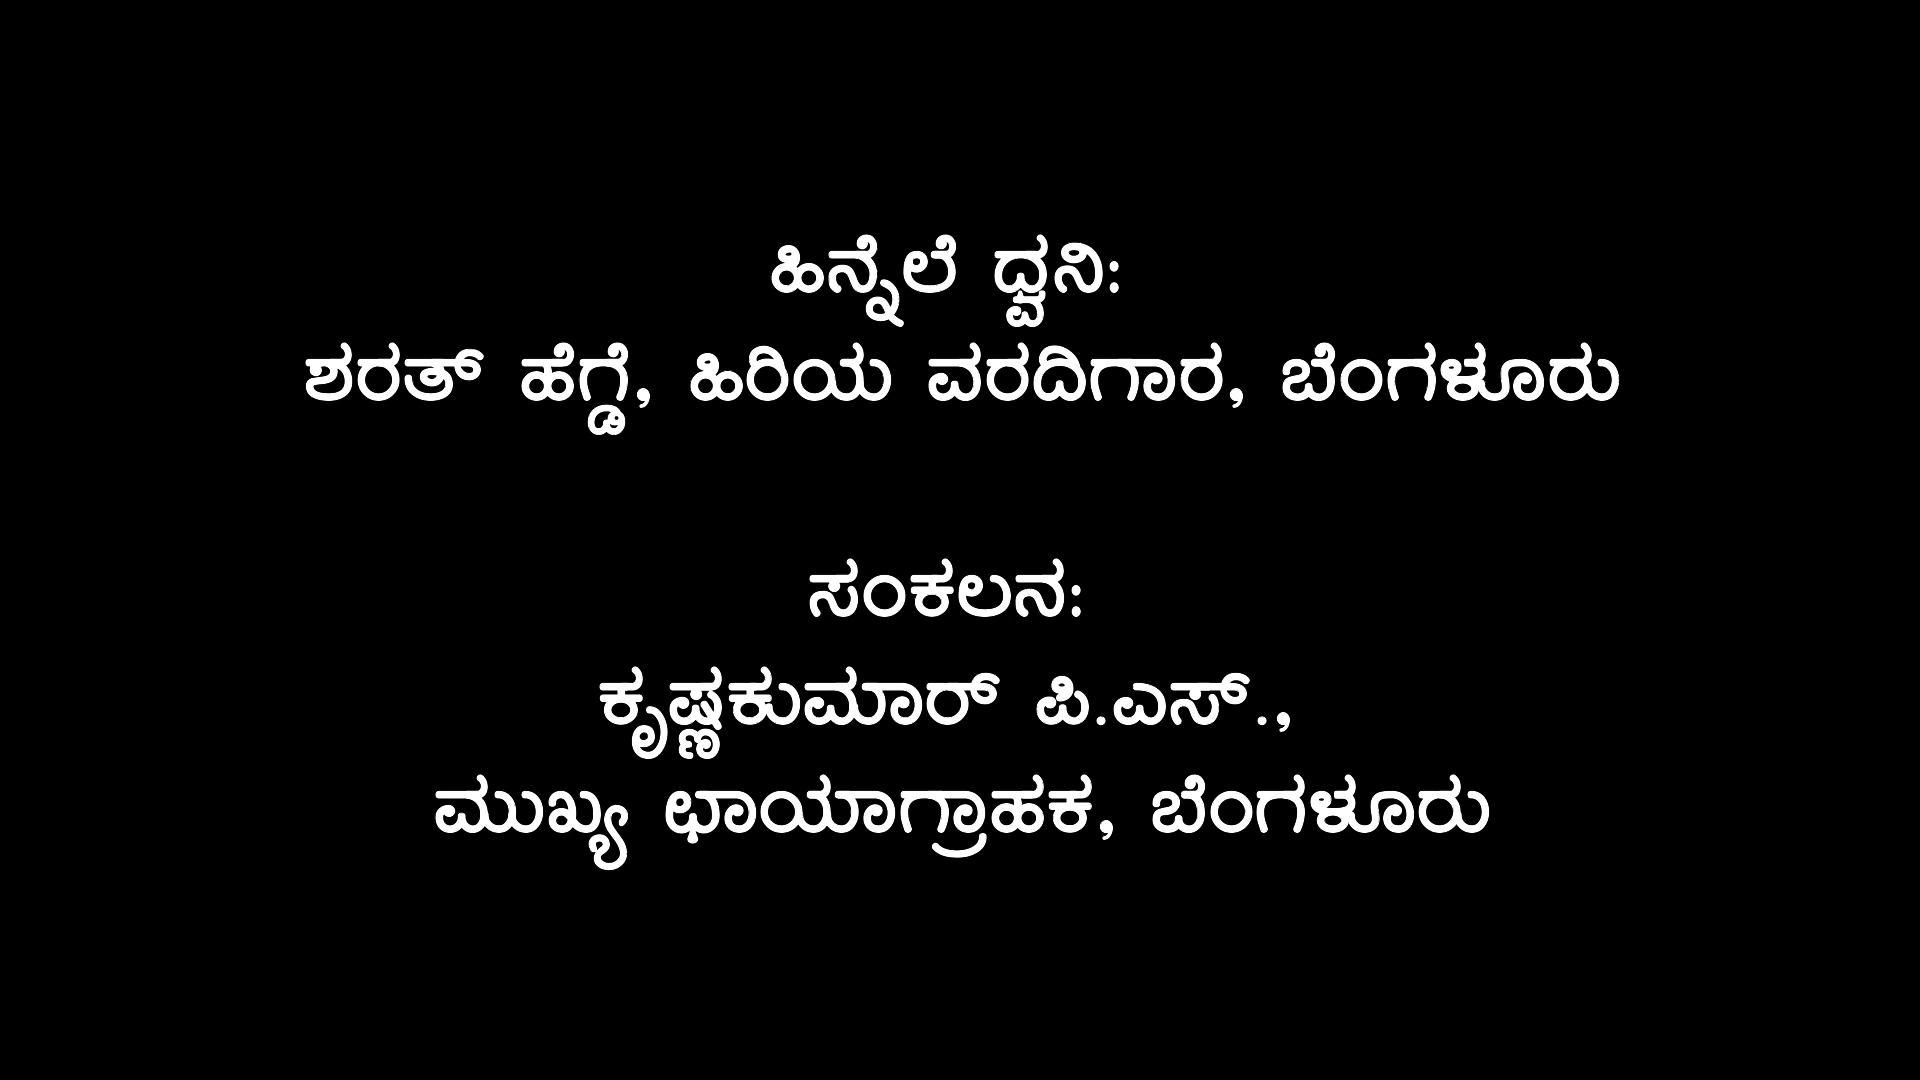 ಹಿನ್ನೆಲೆ ಧ್ವನಿ:
ಶರತ್ ಹೆಗ್ಡೆ, ಹಿರಿಯ ವರದಿಗಾರ, ಬೆಂಗಳೂರು
ಸಂಕಲನ:
ಕೃಷ್ಣಕುಮಾರ್ ಪಿ.ಎಸ್.,
ಮುಖ್ಯ ಛಾಯಾಗ್ರಾಹಕ, ಬೆಂಗಳೂರು